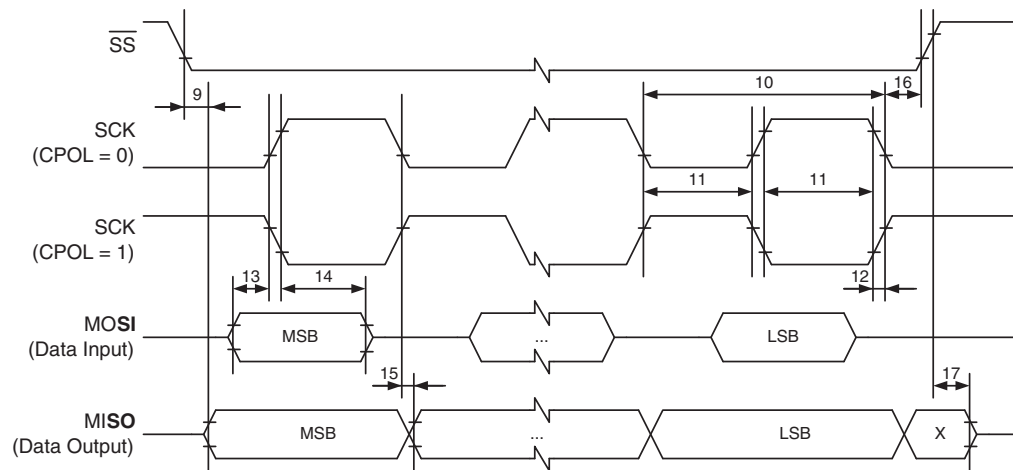 SS
10
9
16
SCK
(CPOL = 0)
11
11
SCK
(CPOL = 1)
13
14
12
MOSI
(Data Input)
MSB
...
LSB
15
17
MISO
(Data Output)
MSB
...
LSB
X